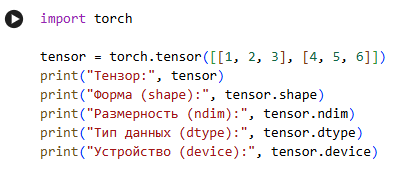 import torch
tensor = torch.tensor([[1, 2, 3], [4, 5, 6]])
print("Тензор:", tensor)
print("Форма (shape):", tensor.shape)
print("Размерность (ndim):", tensor.ndim)
print("Тип данных (dtype):", tensor.dtype)
print("Устройство (device):", tensor.device)